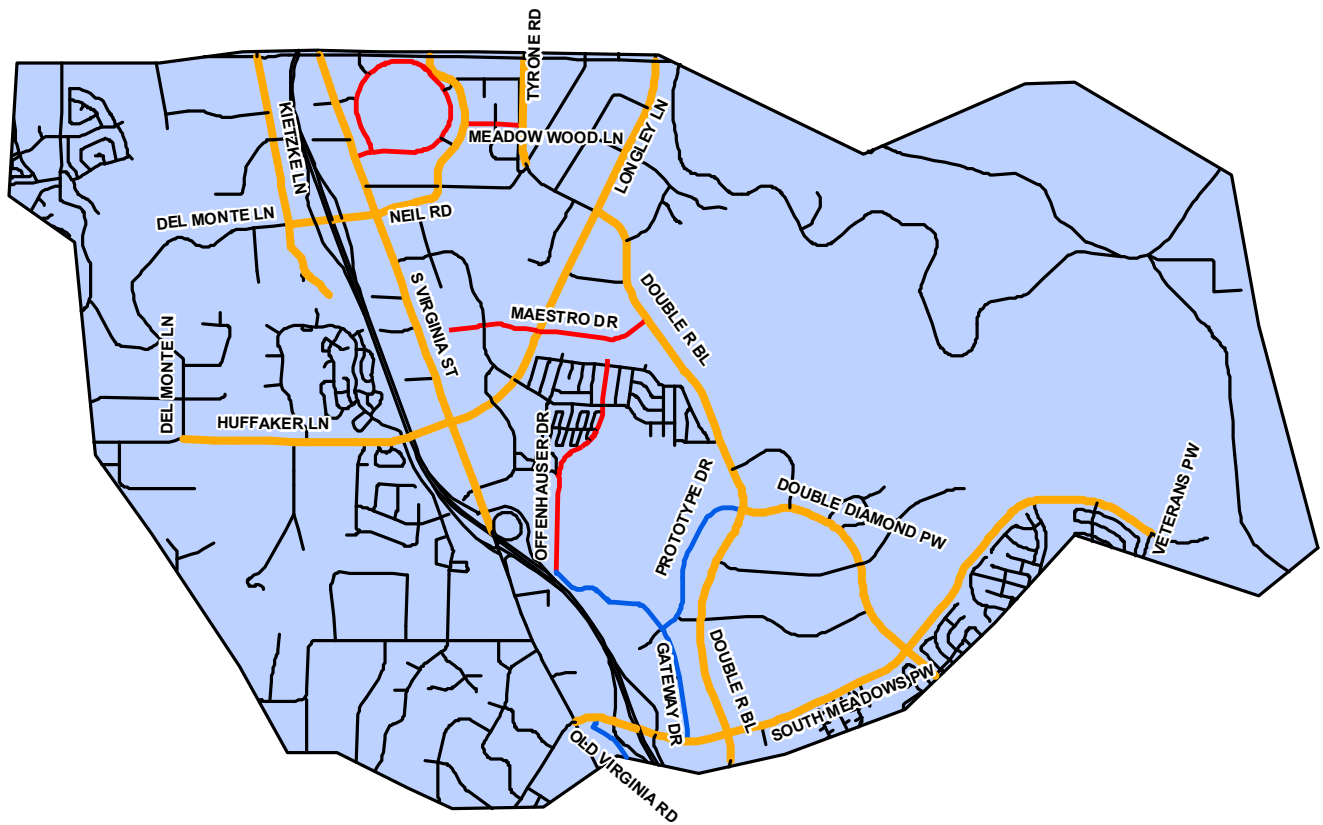 TYRONE RD
KIETZKE LN
MEADOW WOOD LN
LONGLEY LN
DEL MONTE LN
NEIL RD
S VIRGINIA ST
DOUBLE R BL
MAESTRO DR
DEL MONTE LN
HUFFAKER LN
OFFENHAUSER DR
PROTOTYPE DR
DOUBLE DIAMOND PW
VETERANS PW
GATEWAY DR
DOUBLE R BL
SOUTH MEADOWS PW
OLD VIRGINIA RD